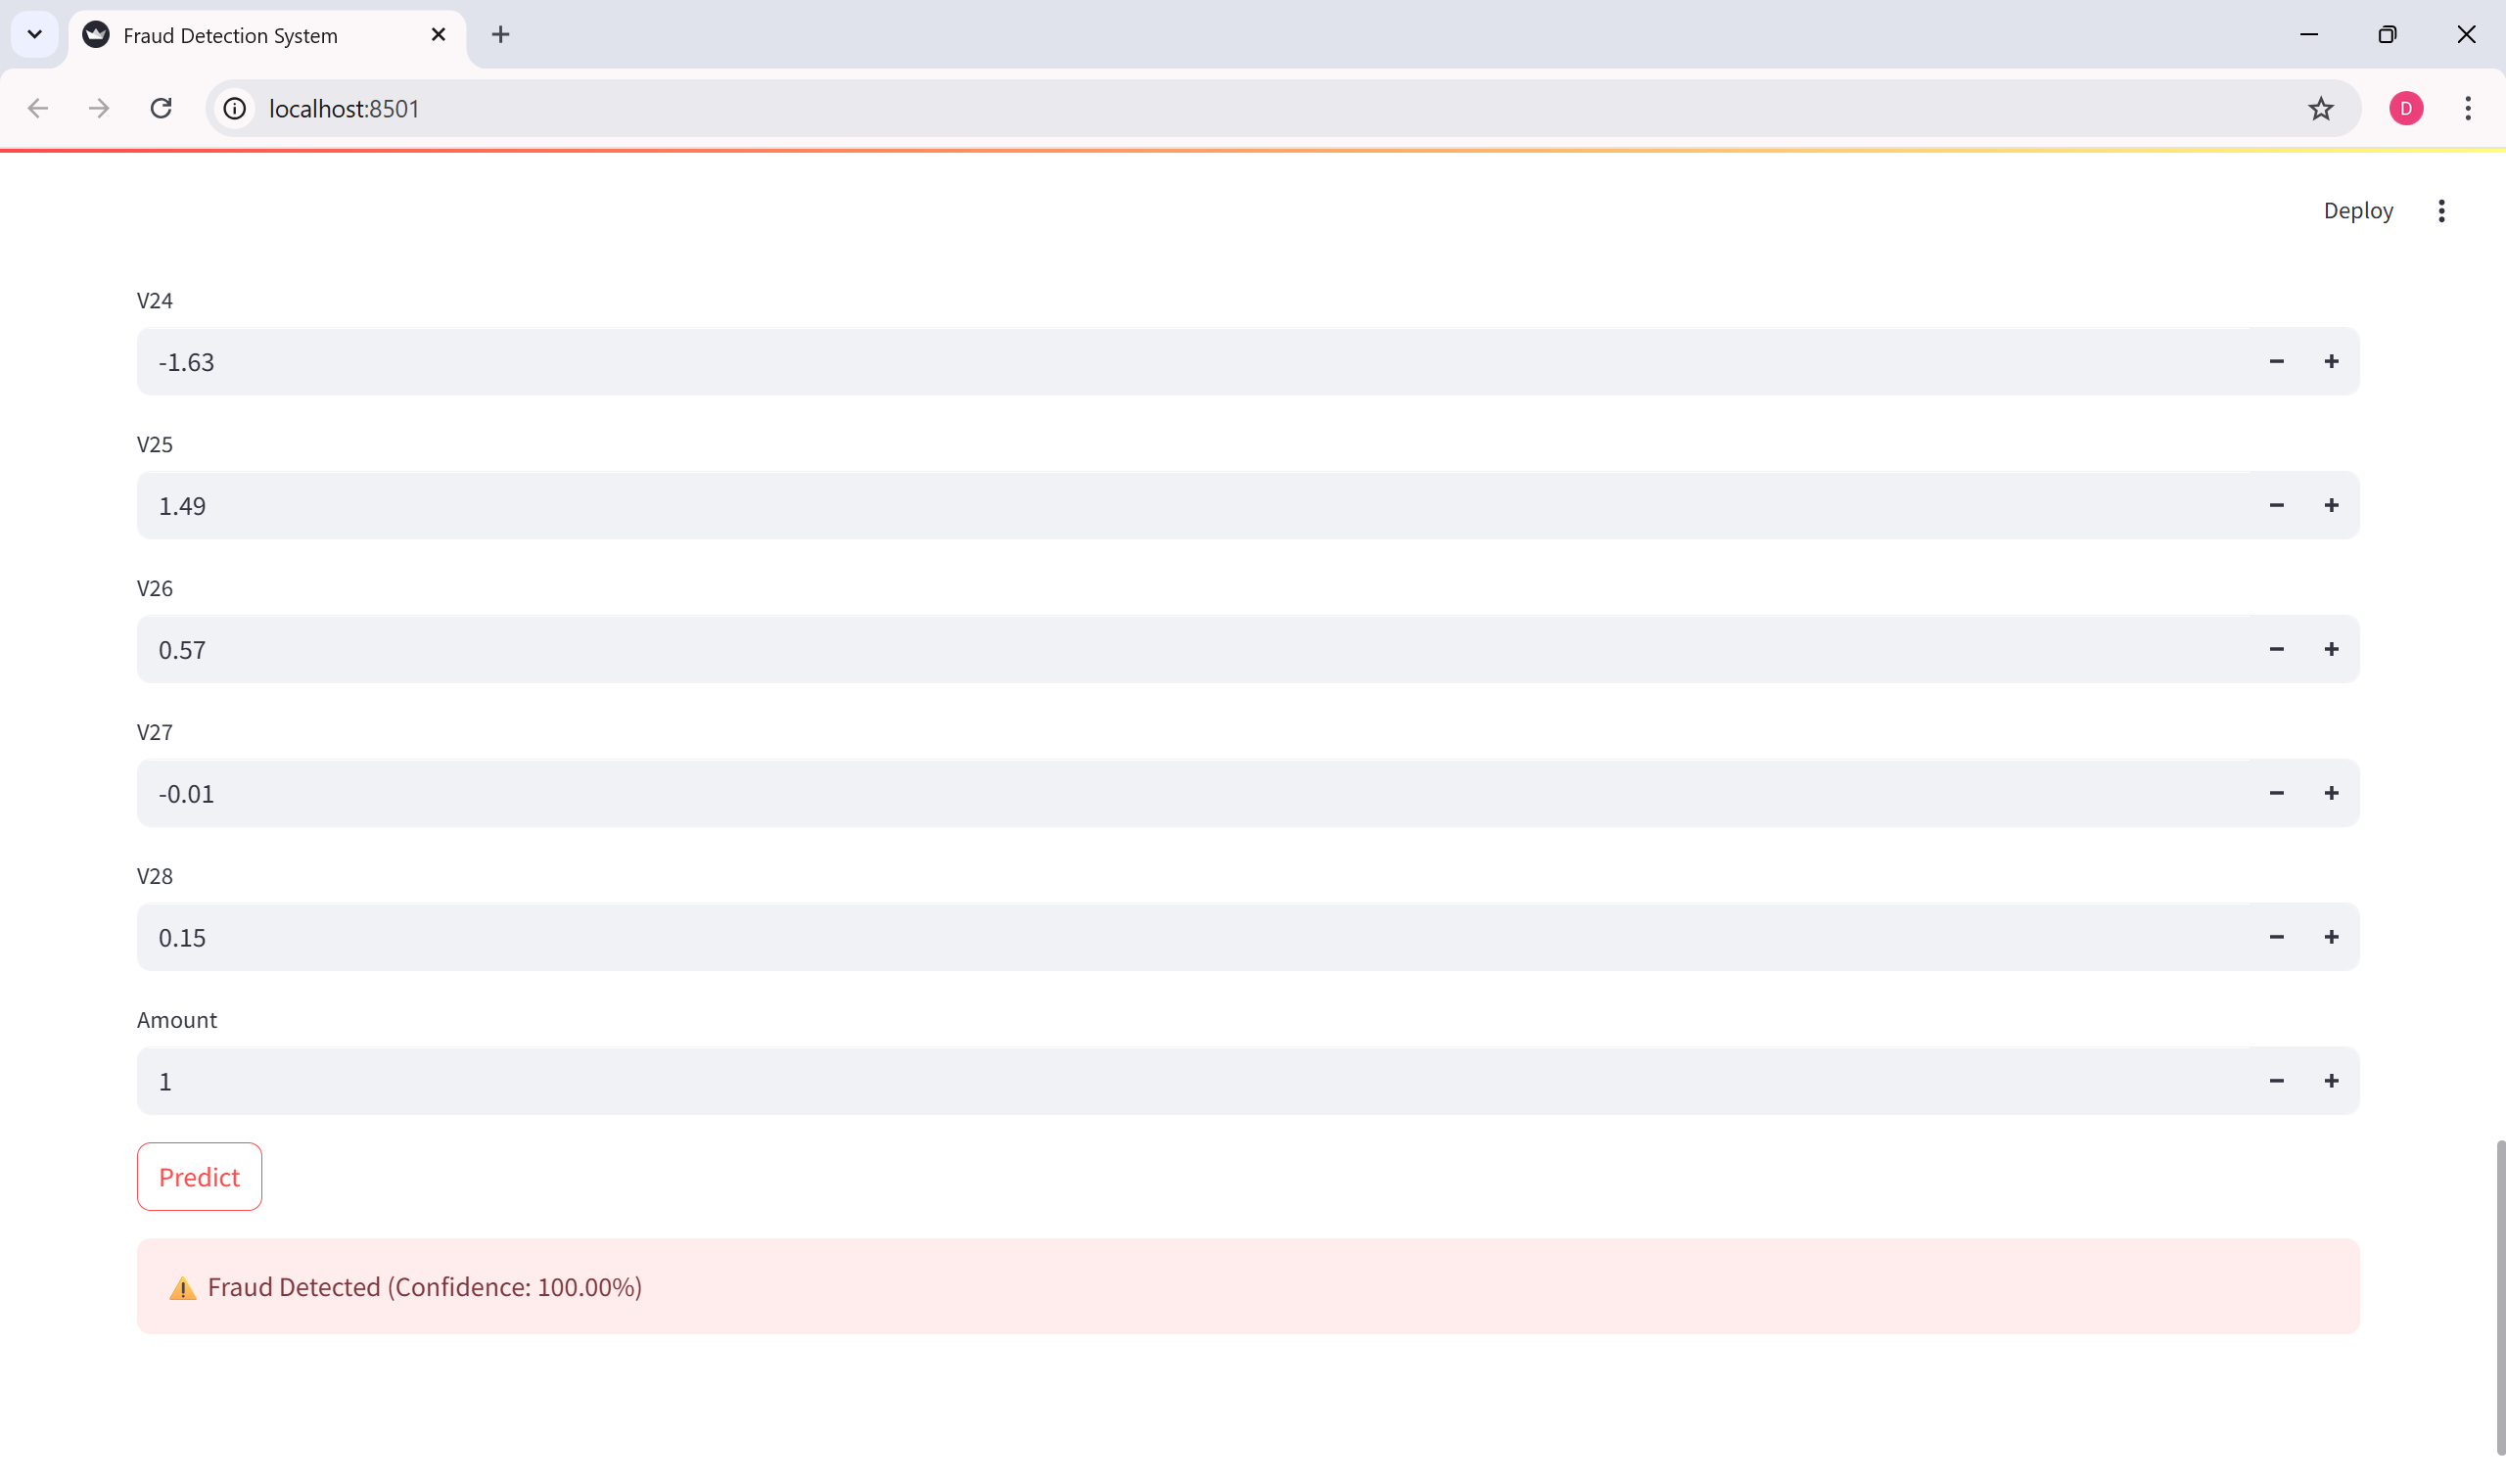 Fraud Detection System
localhost:8501
D
Deploy
V24
-1.63
V25
1.49
V26
0.57
V27
-0.01
V28
0.15
Amount
1
Predict
Fraud Detected (Confidence: 100.00%)